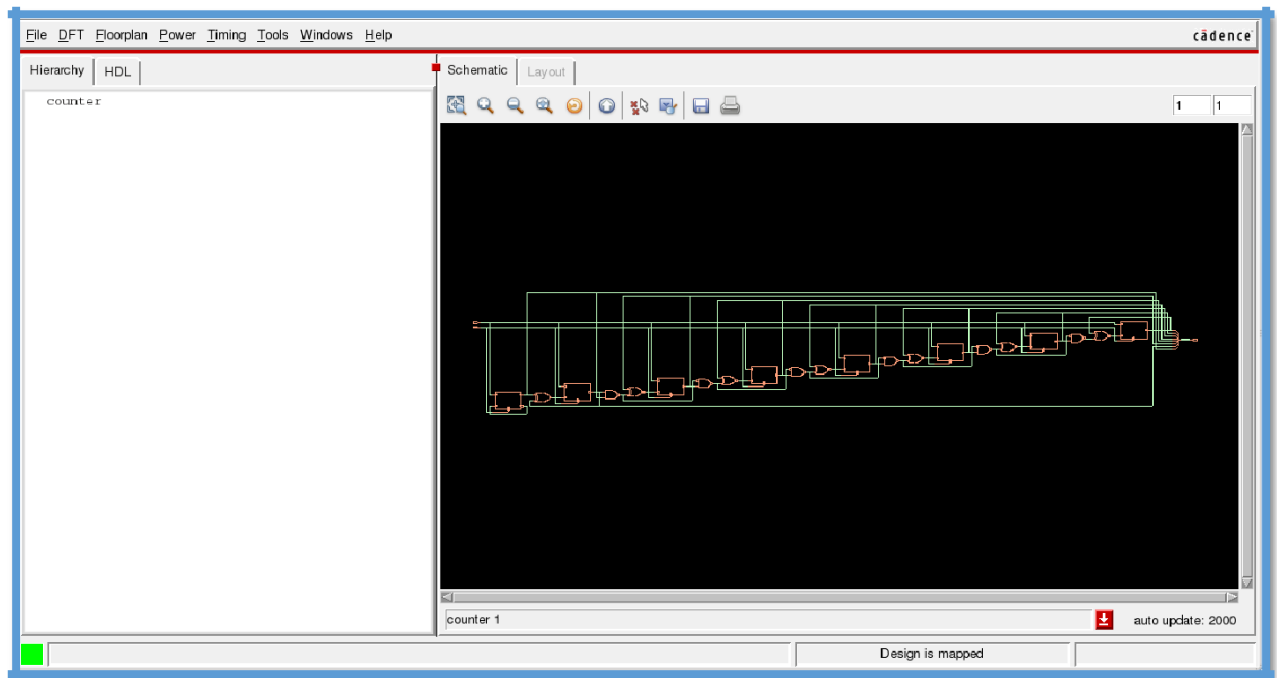 File DFT Floorplan Power Timing Tools Windows Help
cādence
Hierarchy HDL
Schematic Layout
counter
1 1
counter 1
auto update: 2000
Design is mapped